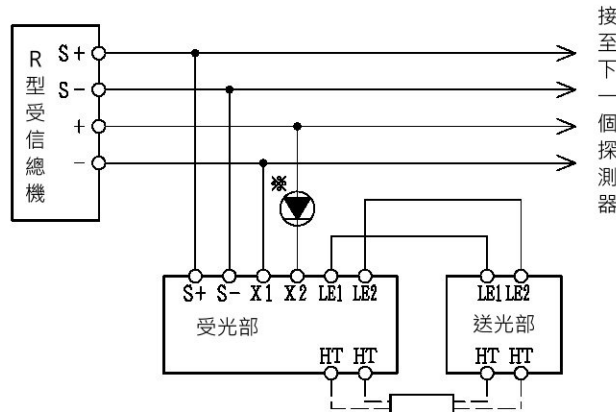 R型受信總機
S+
S-
+
-
接至下一個探測器
※
S+ S- X1 X2 LE1 LE2
受光部
HT HT
LE1 LE2
送光部
HT HT